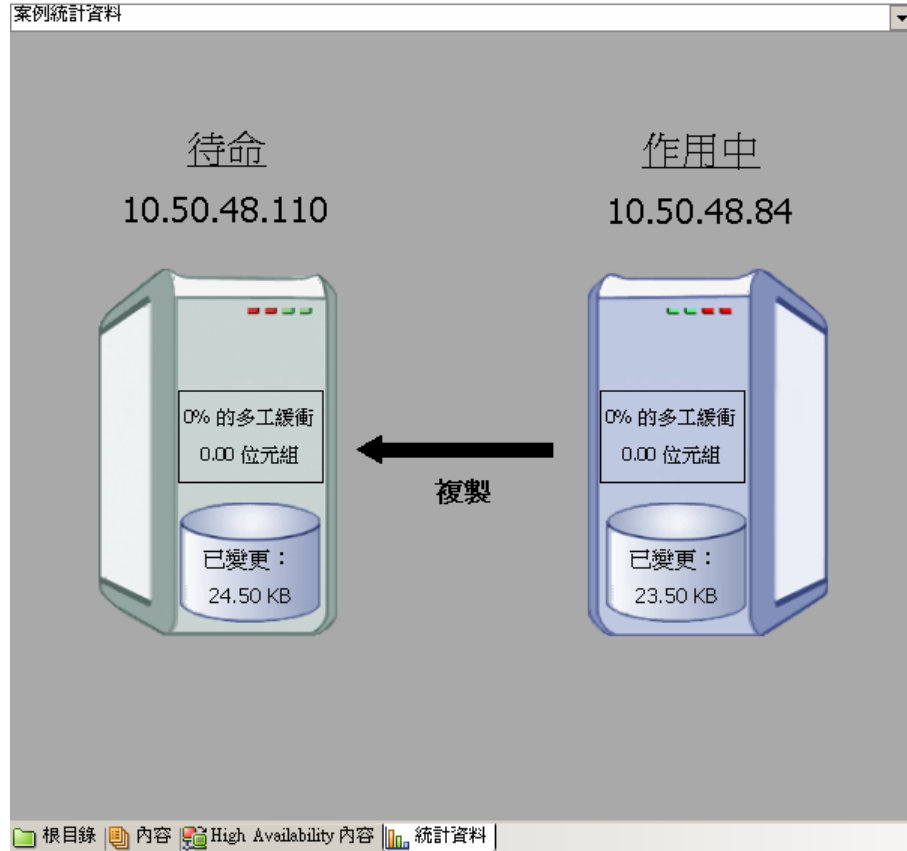 案例統計資料
待命
10.50.48.110
作用中
10.50.48.84
0% 的多工緩衝
0.00 位元組
已變更：
24.50 KB
複製
0% 的多工緩衝
0.00 位元組
已變更：
23.50 KB
根目錄 內容 High Availability 內容 統計資料